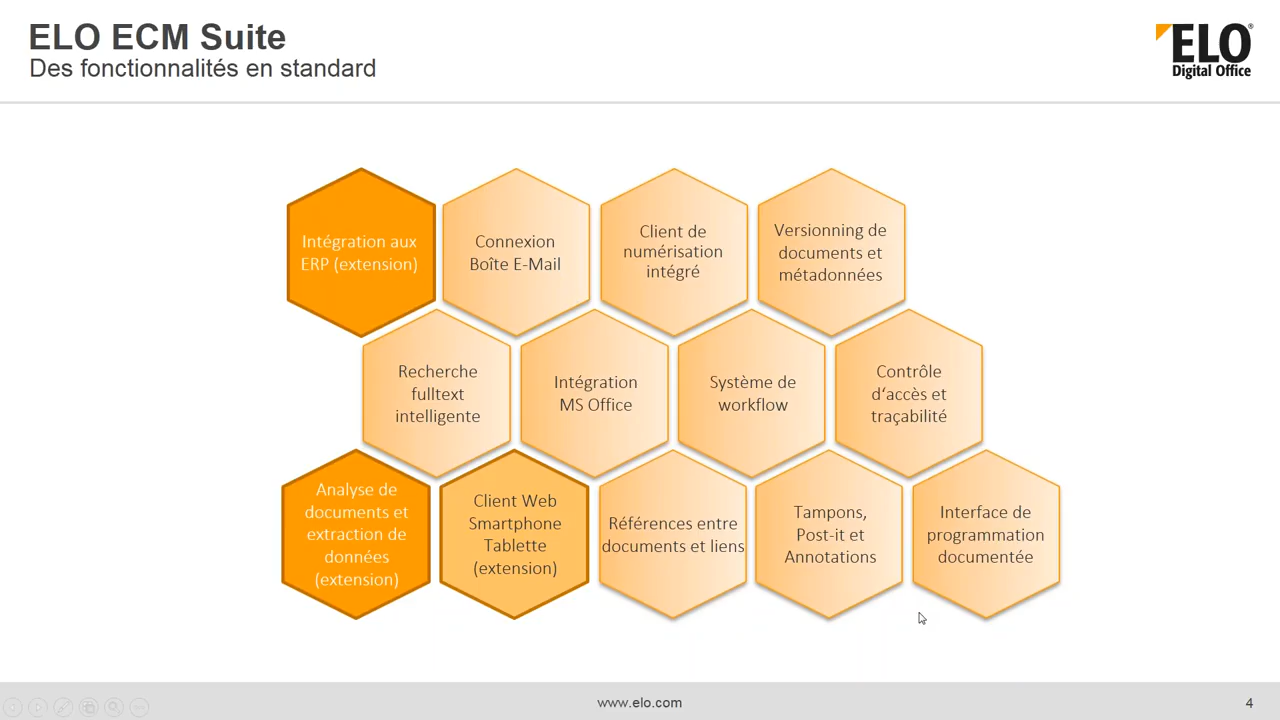 ELO ECM Suite
Des fonctionnalités en standard
ELO®
Digital Office
Intégration aux
ERP (extension)
Connexion
Boîte E-Mail
Client de
numérisation
intégré
Versionning de
documents et
métadonnées
Recherche
fulltext
intelligente
Intégration
MS Office
Système de
workflow
Contrôle
d‘accès et
traçabilité
Analyse de
documents et
extraction de
données
(extension)
Client Web
Smartphone
Tablette
(extension)
Références entre
documents et liens
Tampons,
Post-it et
Annotations
Interface de
programmation
documentée
www.elo.com
4